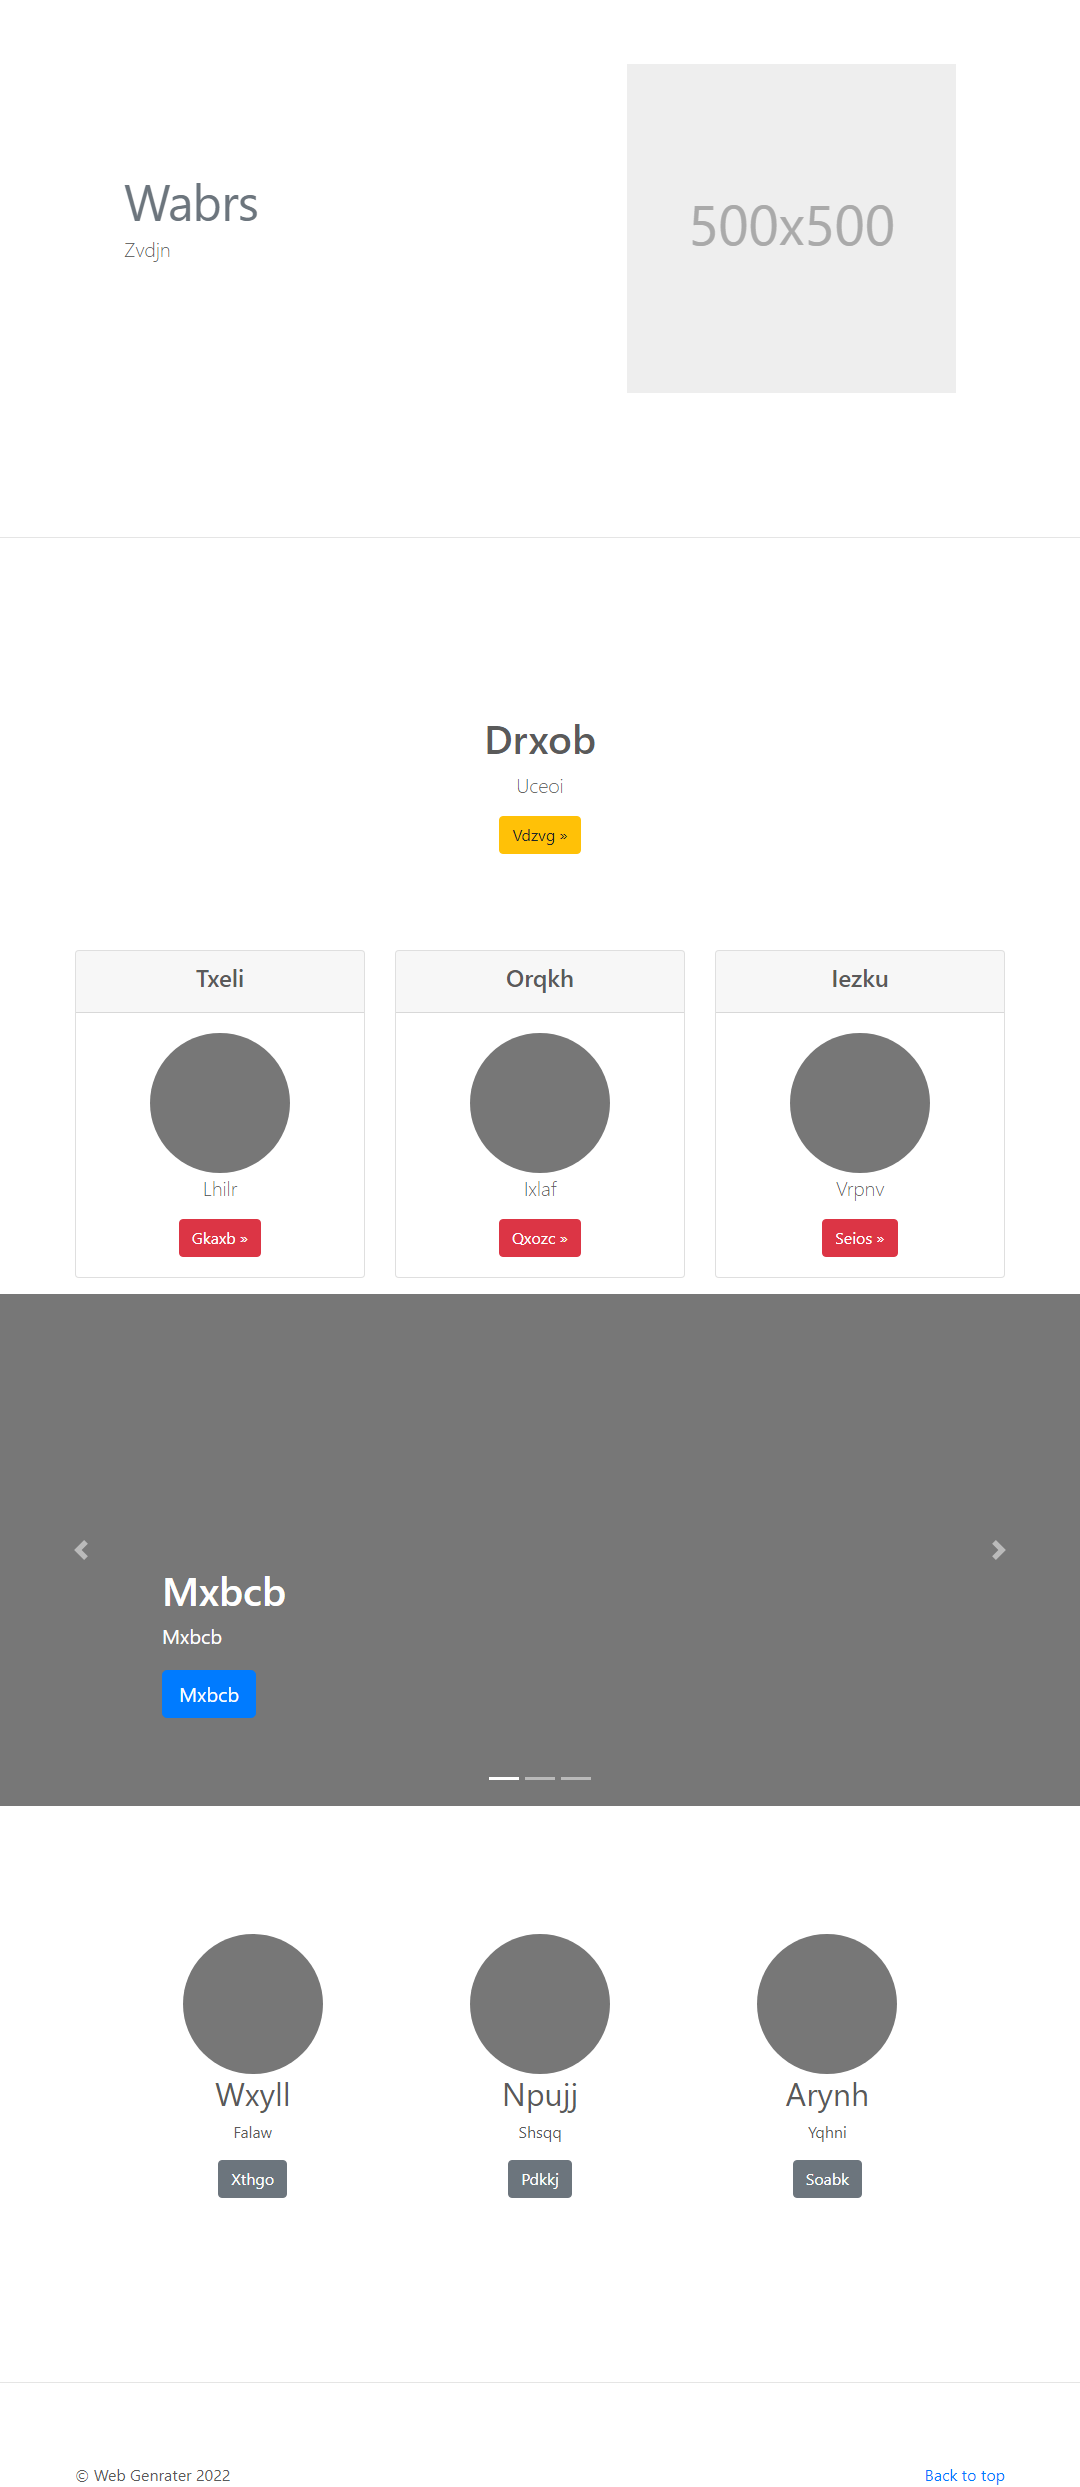 Wabrs
Zvdjn
500x500
Drxob
Uceoi
Vdzvg »
Txeli
Orqkh
Iezku
Lhilr
Ixlaf
Vrpnv
Gkaxb »
Qxozc »
Seios »
Mxbcb
Mxbcb
Mxbcb
Wxyll
Npujj
Arynh
Falaw
Shsqq
Yqhni
Xthgo
Pdkkj
Soabk
© Web Genrater 2022
Back to top